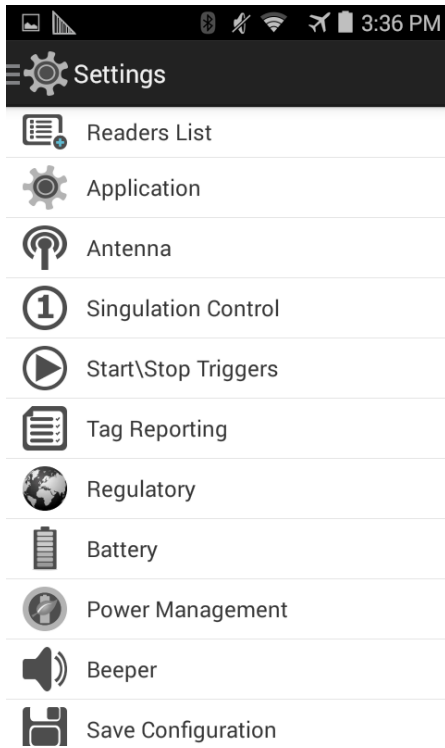 3:36 PM
Settings
Readers List
Application
Antenna
1 Singulation Control
Start\Stop Triggers
Tag Reporting
Regulatory
Battery
Power Management
Beeper
Save Configuration